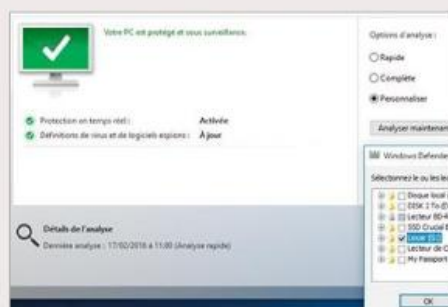 Votre PC est protégé et sous surveillance.
Protection en temps réel : Activée
Définitions de virus et de logiciels espions : À jour
Détails de l'analyse
Dernière analyse : 17/02/2016 à 11:00 (Analyse rapide)
Options d'analyse :
Rapide
Complète
Personnaliser
Analyser maintenan
Windows Defender
Sélectionnez le ou les lec
Disque local
DISK 1 To
Lecteur BD-R
SSD Crucial
Lecteur de
My Passport
OK